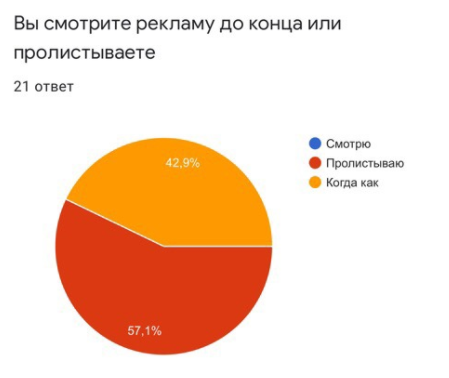 Вы смотрите рекламу до конца или
пролистываете
21 ответ
Смотрю
Пролистываю
Когда как
42,9%
57,1%